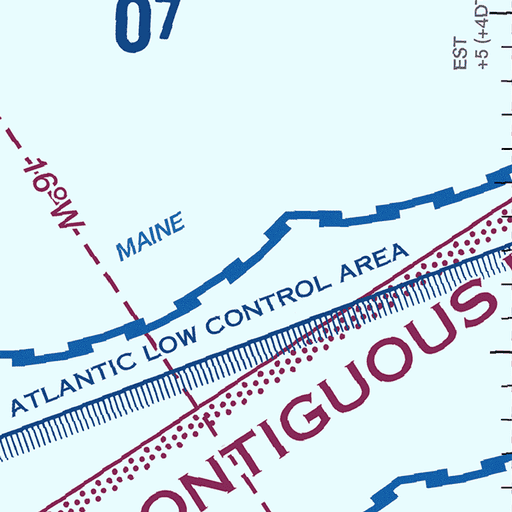 07
EST
+5 (+4DT
16°W
MAINE
ATLANTIC LOW CONTROL AREA
ONTIGUOUS